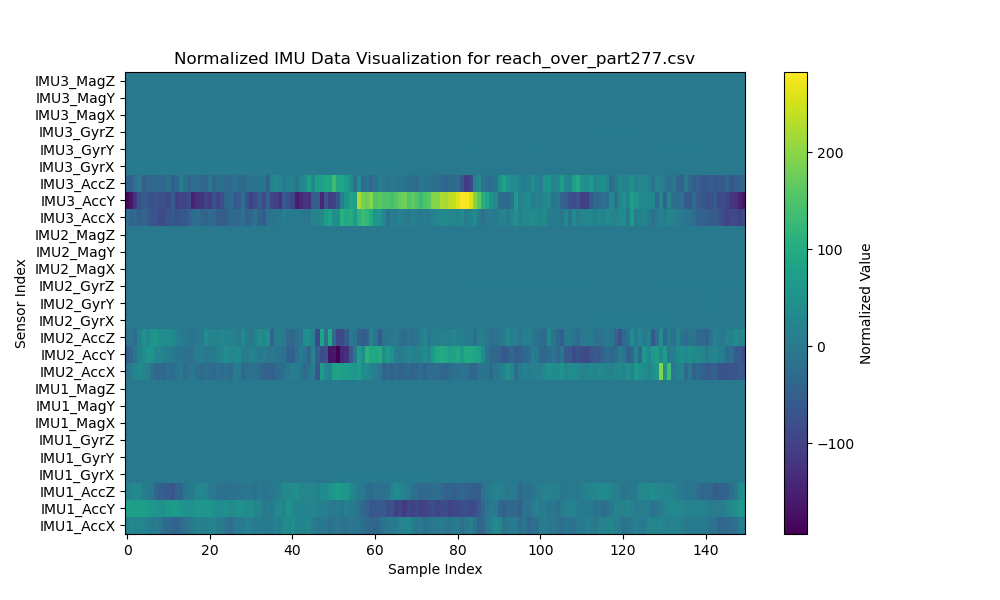 Normalized IMU Data Visualization for reach_over_part277.csv
IMU3_MagZ
IMU3_MagY
IMU3_MagX
IMU3_GyrZ
IMU3_GyrY
IMU3_GyrX
IMU3_AccZ
IMU3_AccY
IMU3_AccX
IMU2_MagZ
IMU2_MagY
IMU2_MagX
IMU2_GyrZ
IMU2_GyrY
IMU2_GyrX
IMU2_AccZ
IMU2_AccY
IMU2_AccX
IMU1_MagZ
IMU1_MagY
IMU1_MagX
IMU1_GyrZ
IMU1_GyrY
IMU1_GyrX
IMU1_AccZ
IMU1_AccY
IMU1_AccX
Sensor Index
0 20 40 60 80 100 120 140
Sample Index
200
100
0
−100
Normalized Value